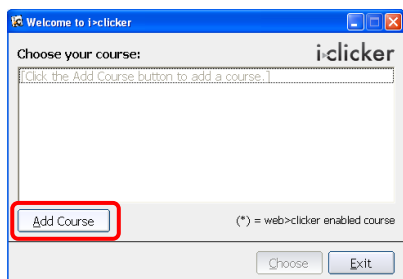 Welcome to i>clicker
Choose your course:
i>clicker
[Click the Add Course button to add a course.]
Add Course
(*) = web>clicker enabled course
Choose
Exit